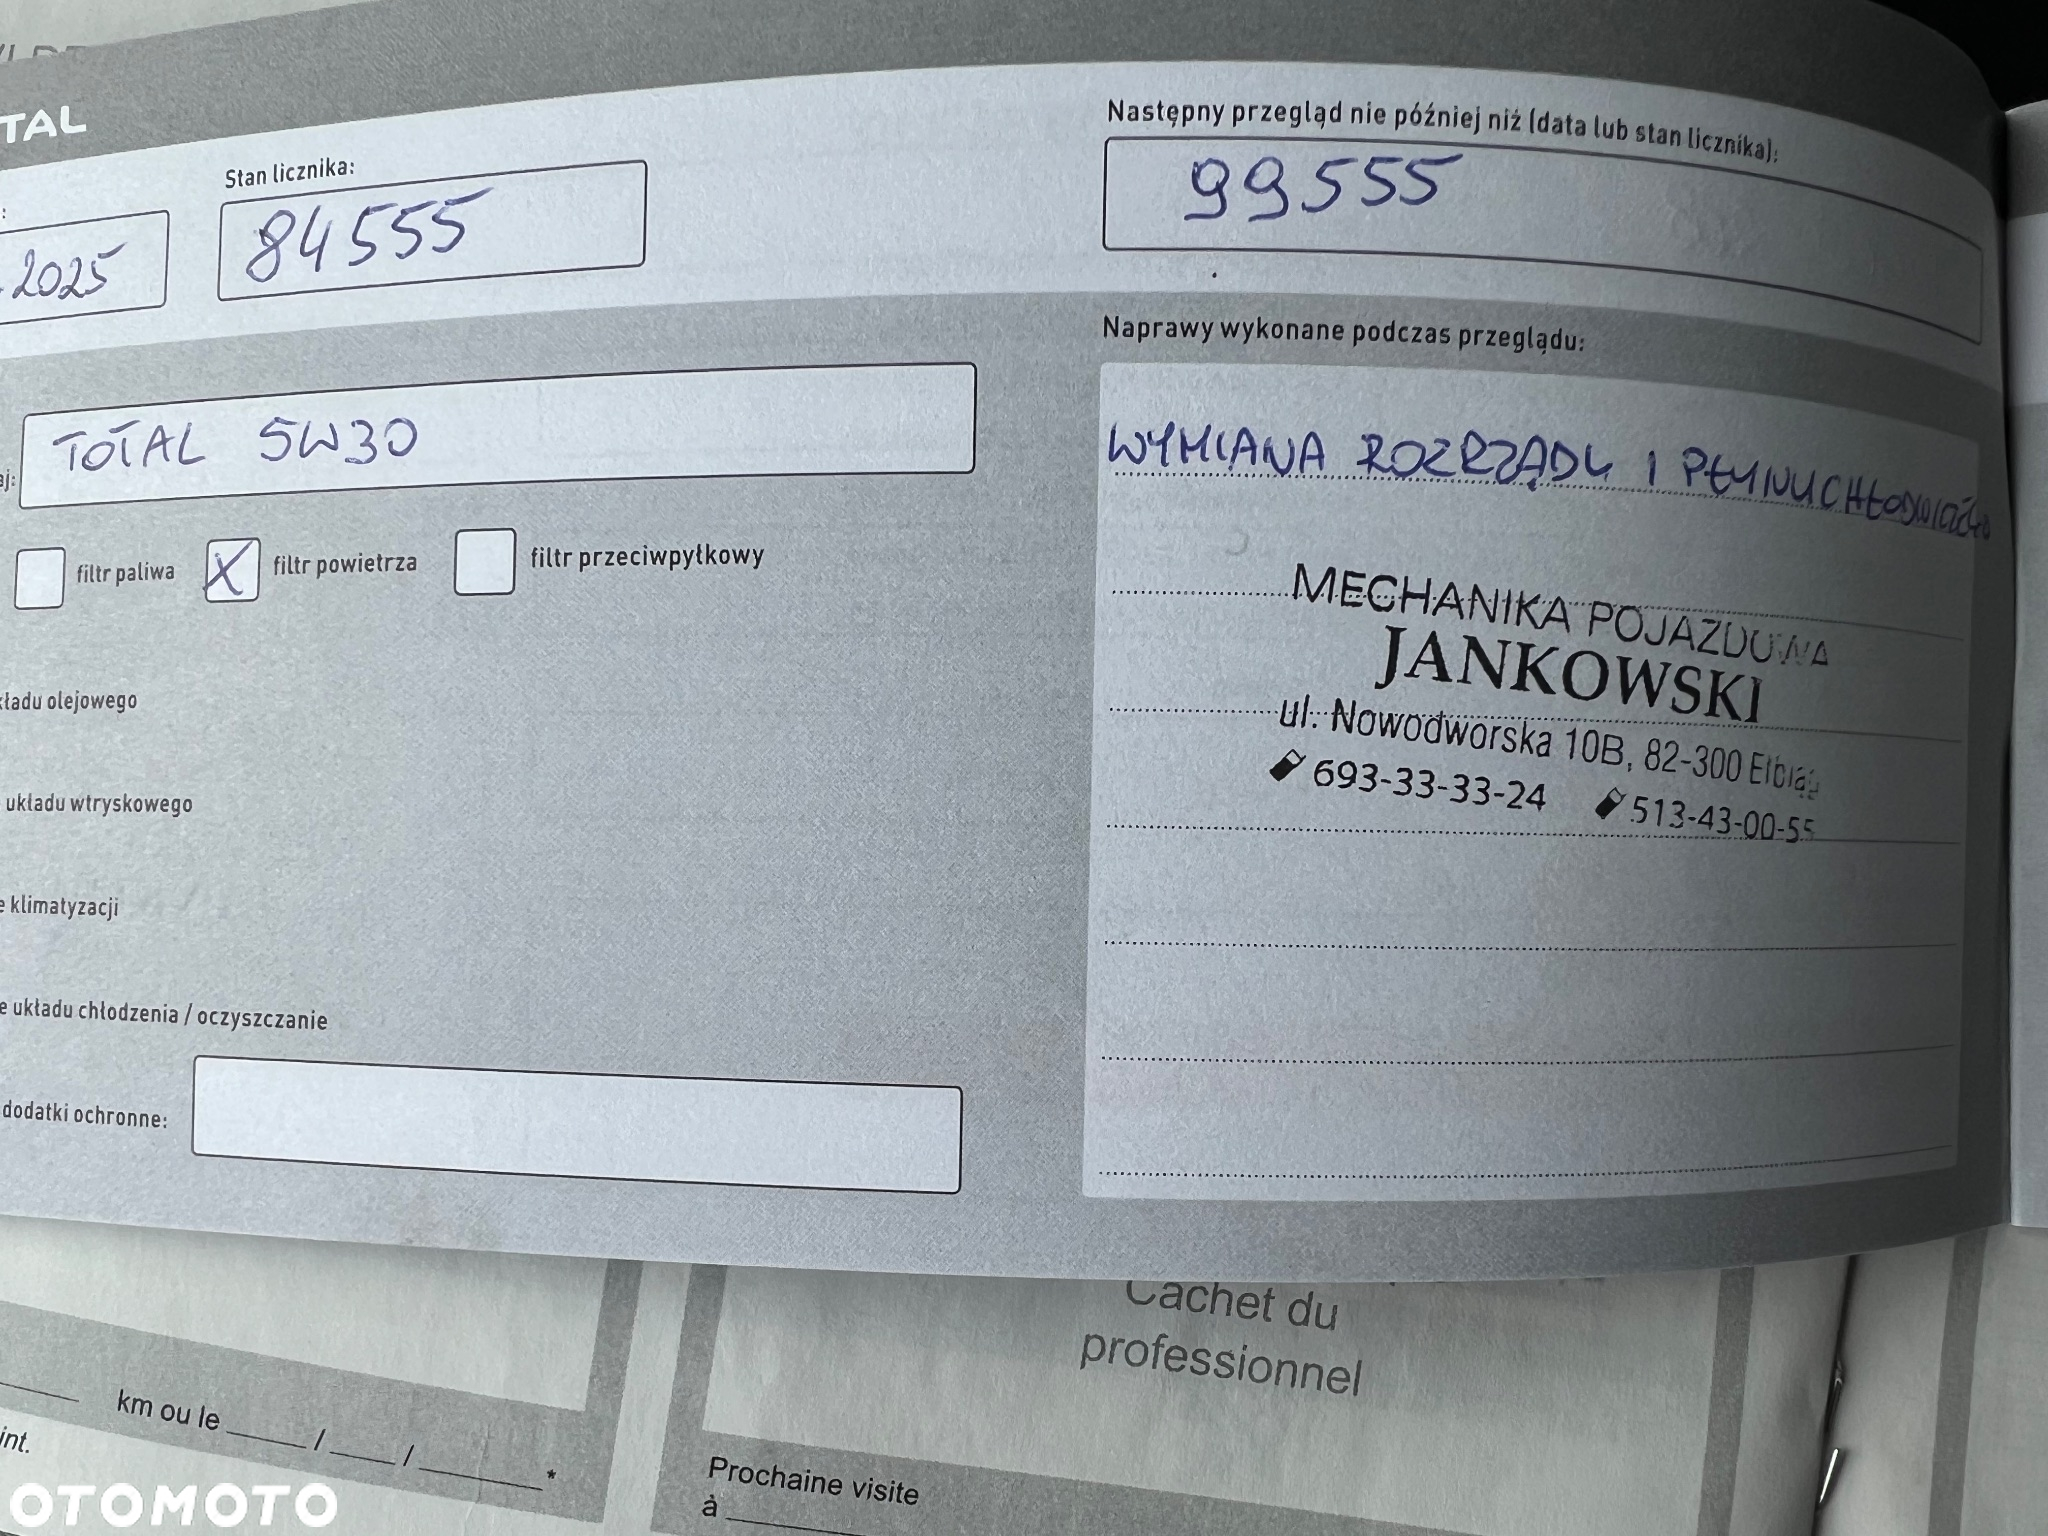 TAL
Następny przegląd nie później niż (data lub stan licznika):
Stan licznika:
99555
84555
.2025
Naprawy wykonane podczas przeglądu:
TOTAL 5W30
WYMIANA ROZRZĄDU I PŁYNU CHŁODNICZEGO
aj:
filtr paliwa X filtr powietrza filtr przeciwpyłkowy
MECHANIKA POJAZDOWA
JANKOWSKI
ul. Nowodworska 10B, 82-300 Elbląg
693-33-33-24 513-43-00-55
kładu olejowego
układu wtryskowego
e klimatyzacji
e układu chłodzenia / oczyszczanie
dodatki ochronne:
Cachet du
professionnel
km ou le / / *
int.
Prochaine visite
à
OTOMOTO